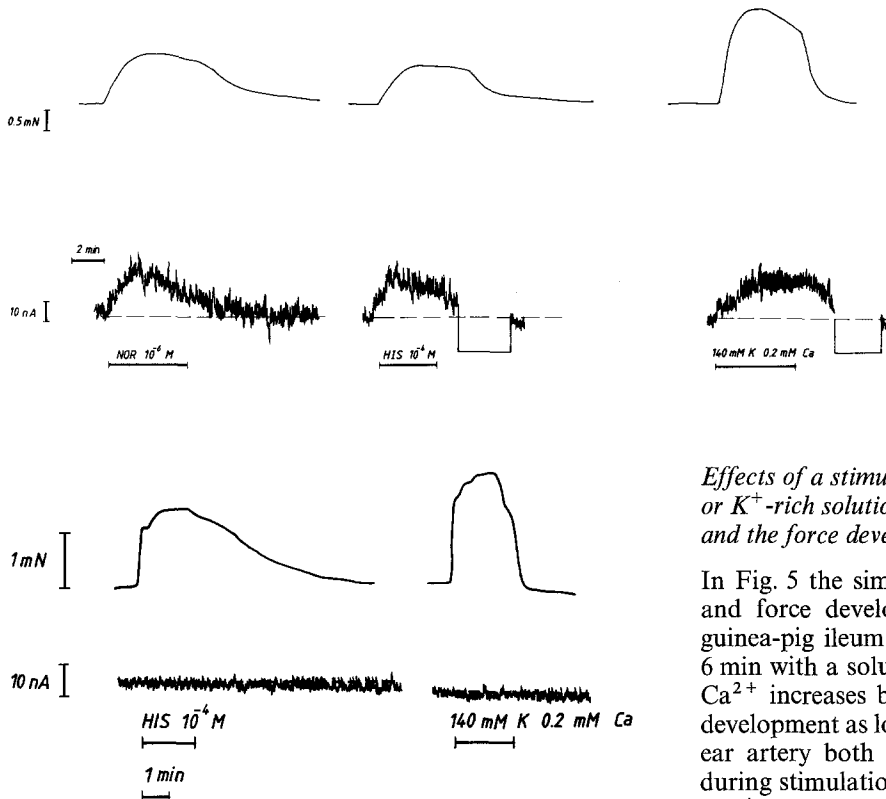 0.5 mN
2 min
10 nA
NOR 10⁻⁶ M
HIS 10⁻⁴ M
140 mM K 0.2 mM Ca
1 mN
10 nA
HIS 10⁻⁴ M
140 mM K 0.2 mM Ca
1 min
Effects of a stimu
or K⁺-rich solution
and the force deve
In Fig. 5 the sim
and force develo
guinea-pig ileum
6 min with a solu
Ca²⁺ increases b
development as lo
ear artery both
during stimulation